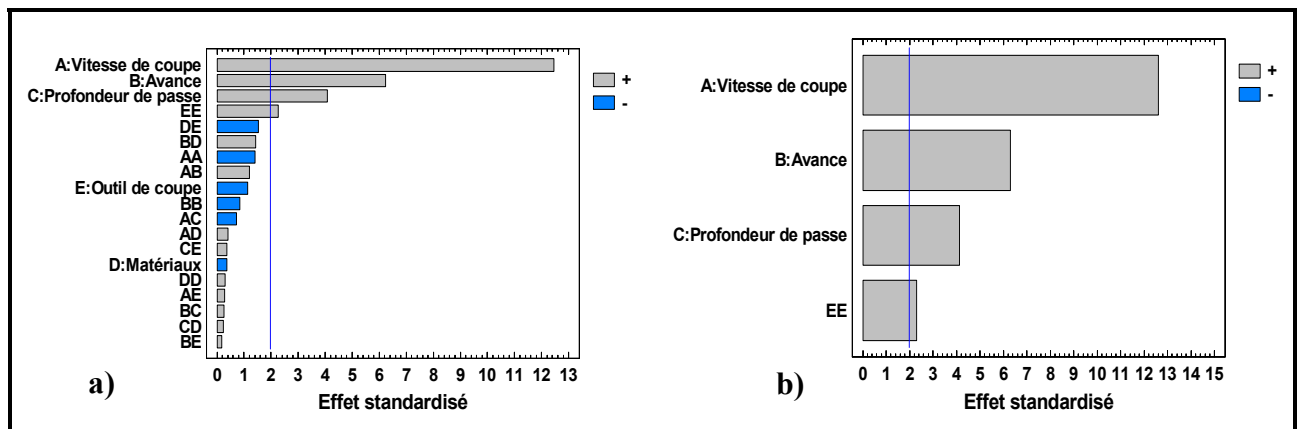 A:Vitesse de coupe
B:Avance
C:Profondeur de passe
EE
DE
BD
AA
AB
E:Outil de coupe
BB
AC
AD
CE
D:Matériaux
DD
AE
BC
CD
BE
0 1 2 3 4 5 6 7 8 9 10 11 12 13
Effet standardisé
+
-
a)
A:Vitesse de coupe
B:Avance
C:Profondeur de passe
EE
0 1 2 3 4 5 6 7 8 9 10 11 12 13 14 15
Effet standardisé
+
-
b)